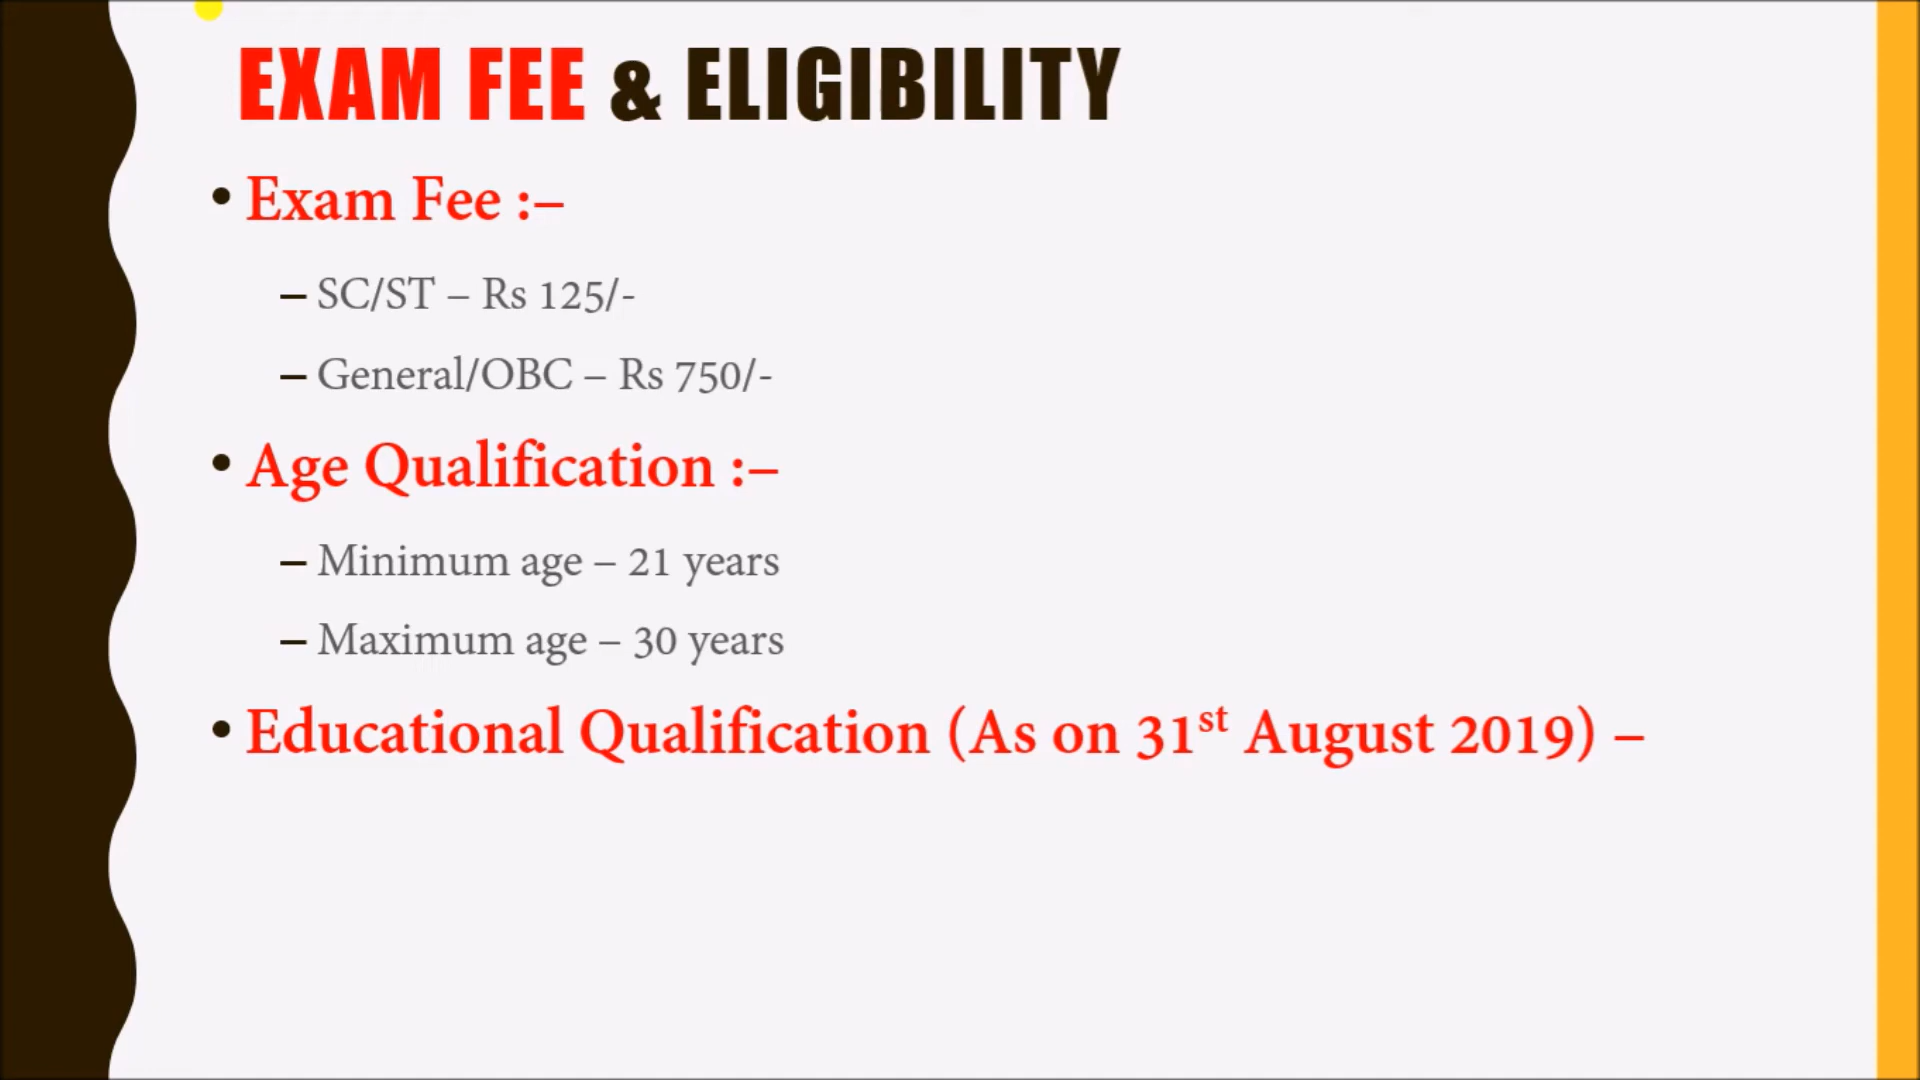 EXAM FEE & ELIGIBILITY
• Exam Fee :–
– SC/ST – Rs 125/-
– General/OBC – Rs 750/-
• Age Qualification :–
– Minimum age – 21 years
– Maximum age – 30 years
• Educational Qualification (As on 31st August 2019) –